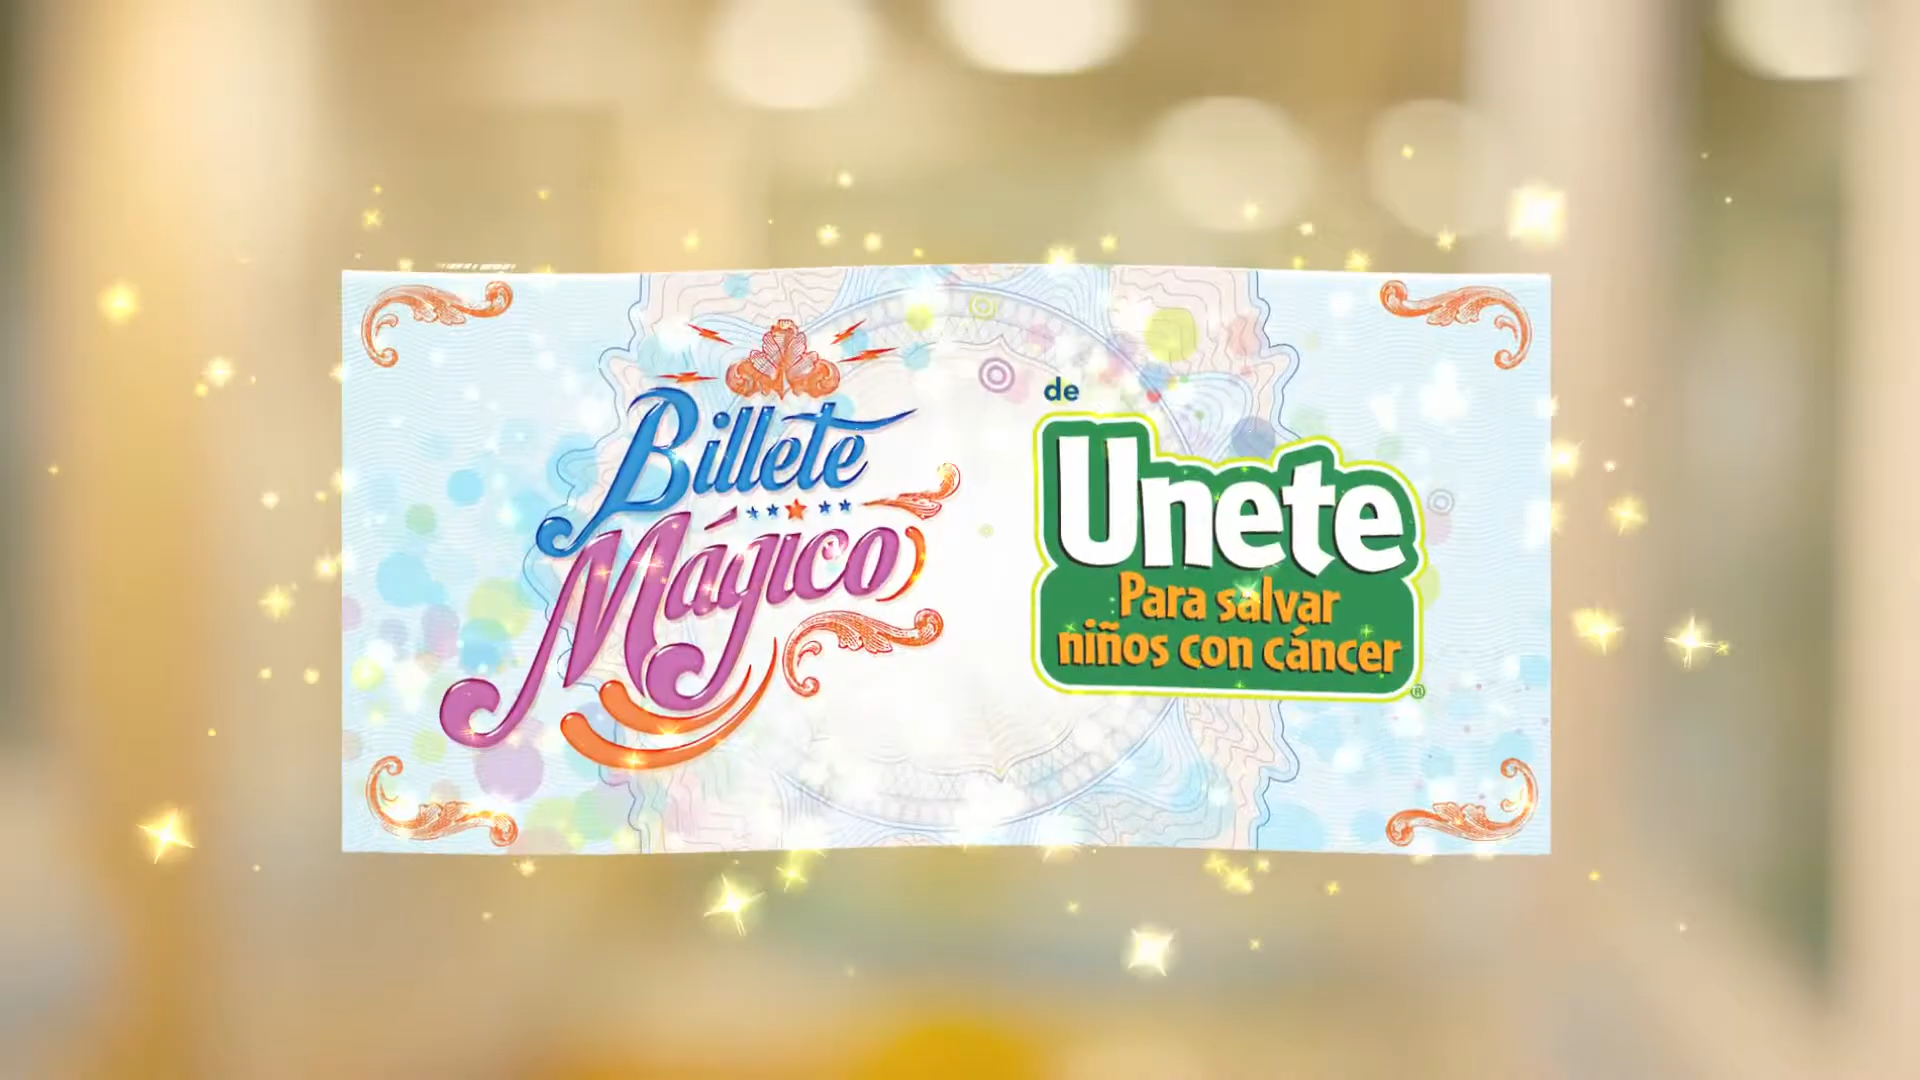 Billete
Mágico
de
Unete
Para salvar
niños con cáncer
®